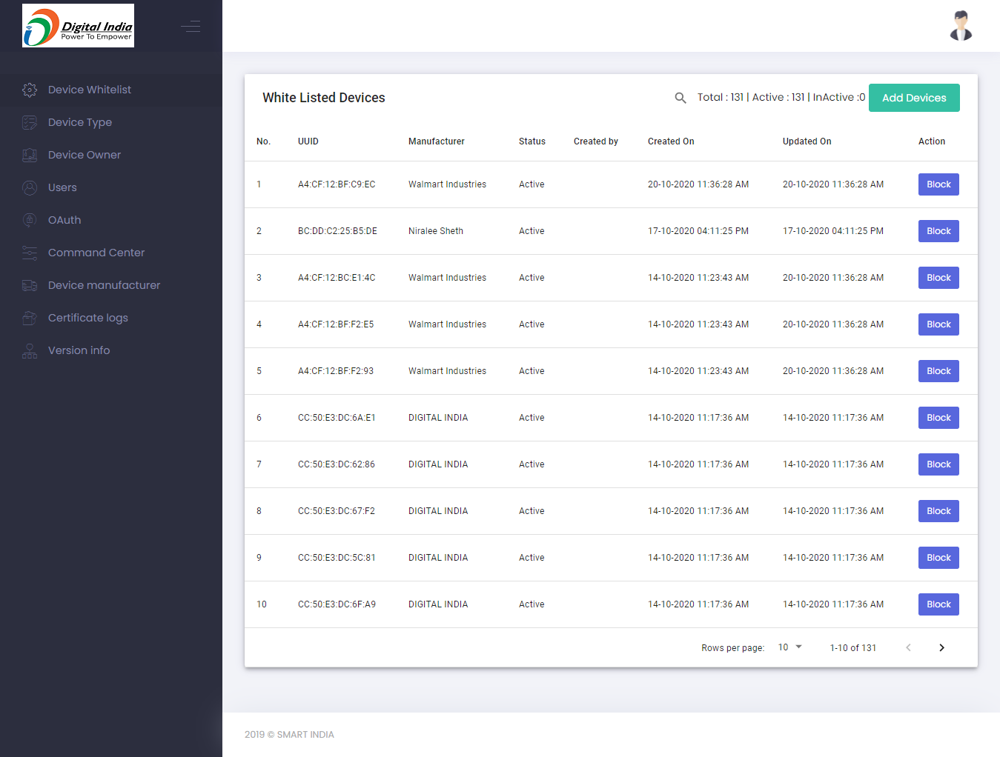 Digital India
Power To Empower
Device Whitelist
Device Type
Device Owner
Users
OAuth
Command Center
Device manufacturer
Certificate logs
Version info
White Listed Devices Total : 131 | Active : 131 | InActive :0 Add Devices
No. UUID Manufacturer Status Created by Created On Updated On Action
1 A4:CF:12:BF:C9:EC Walmart Industries Active 20-10-2020 11:36:28 AM 20-10-2020 11:36:28 AM Block
2 BC:DD:C2:25:B5:DE Niralee Sheth Active 17-10-2020 04:11:25 PM 17-10-2020 04:11:25 PM Block
3 A4:CF:12:BC:E1:4C Walmart Industries Active 14-10-2020 11:23:43 AM 20-10-2020 11:36:28 AM Block
4 A4:CF:12:BF:F2:E5 Walmart Industries Active 14-10-2020 11:23:43 AM 20-10-2020 11:36:28 AM Block
5 A4:CF:12:BF:F2:93 Walmart Industries Active 14-10-2020 11:23:43 AM 20-10-2020 11:36:28 AM Block
6 CC:50:E3:DC:6A:E1 DIGITAL INDIA Active 14-10-2020 11:17:36 AM 14-10-2020 11:17:36 AM Block
7 CC:50:E3:DC:62:86 DIGITAL INDIA Active 14-10-2020 11:17:36 AM 14-10-2020 11:17:36 AM Block
8 CC:50:E3:DC:67:F2 DIGITAL INDIA Active 14-10-2020 11:17:36 AM 14-10-2020 11:17:36 AM Block
9 CC:50:E3:DC:5C:81 DIGITAL INDIA Active 14-10-2020 11:17:36 AM 14-10-2020 11:17:36 AM Block
10 CC:50:E3:DC:6F:A9 DIGITAL INDIA Active 14-10-2020 11:17:36 AM 14-10-2020 11:17:36 AM Block
Rows per page: 10 1-10 of 131
2019 © SMART INDIA